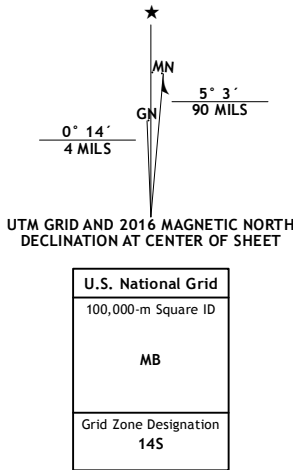 MN
GN
5° 3´
90 MILS
0° 14´
4 MILS
UTM GRID AND 2016 MAGNETIC NORTH
DECLINATION AT CENTER OF SHEET
U.S. National Grid
100,000-m Square ID
MB
Grid Zone Designation
14S